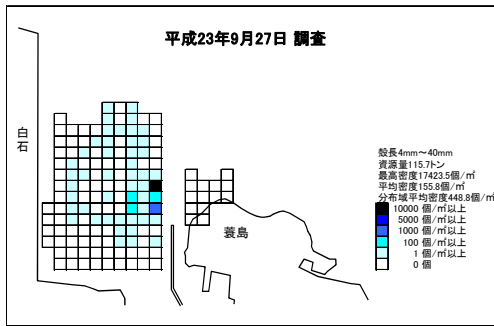 平成23年9月27日 調査
白石
殻長4mm～40mm
資源量115.7トン
最高密度17423.5個/㎡
平均密度155.8個/㎡
分布域平均密度448.8個/㎡
10000 個/㎡以上
5000 個/㎡以上
1000 個/㎡以上
100 個/㎡以上
1 個/㎡以上
0 個
蓑島